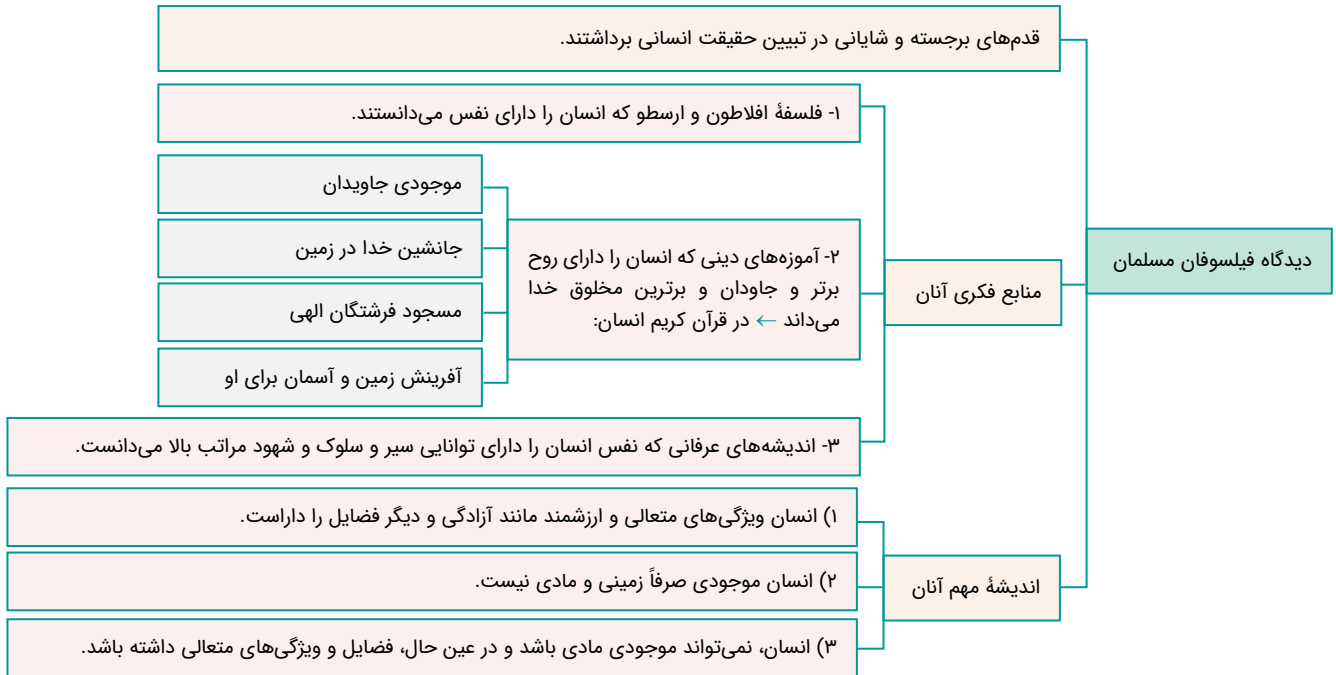 دیدگاه فیلسوفان مسلمان
قدم‌های برجسته و شایانی در تبیین حقیقت انسانی برداشتند.
منابع فکری آنان
۱- فلسفهٔ افلاطون و ارسطو که انسان را دارای نفس می‌دانستند.
۲- آموزه‌های دینی که انسان را دارای روح
برتر و جاودان و برترین مخلوق خدا
می‌داند ← در قرآن کریم انسان:
موجودی جاویدان
جانشین خدا در زمین
مسجود فرشتگان الهی
آفرینش زمین و آسمان برای او
۳- اندیشه‌های عرفانی که نفس انسان را دارای توانایی سیر و سلوک و شهود مراتب بالا می‌دانست.
اندیشهٔ مهم آنان
۱) انسان ویژگی‌های متعالی و ارزشمند مانند آزادگی و دیگر فضایل را داراست.
۲) انسان موجودی صرفاً زمینی و مادی نیست.
۳) انسان، نمی‌تواند موجودی مادی باشد و در عین حال، فضایل و ویژگی‌های متعالی داشته باشد.